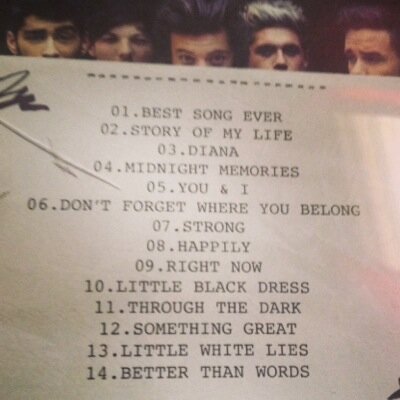 01.BEST SONG EVER
02.STORY OF MY LIFE
03.DIANA
04.MIDNIGHT MEMORIES
05.YOU & I
06.DON'T FORGET WHERE YOU BELONG
07.STRONG
08.HAPPILY
09.RIGHT NOW
10.LITTLE BLACK DRESS
11.THROUGH THE DARK
12.SOMETHING GREAT
13.LITTLE WHITE LIES
14.BETTER THAN WORDS